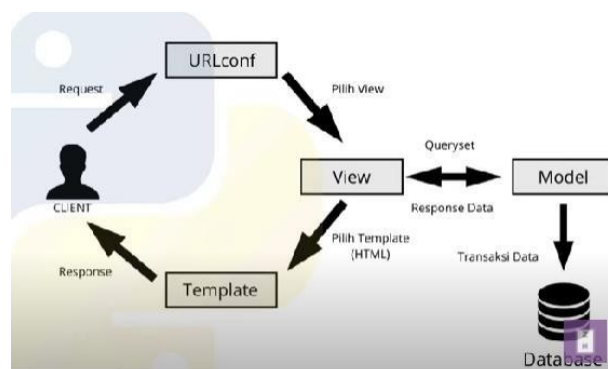 URLconf
Request
Pilih View
Queryset
View
Model
CLIENT
Response Data
Pilih Template
(HTML)
Transaksi Data
Response
Template
Database